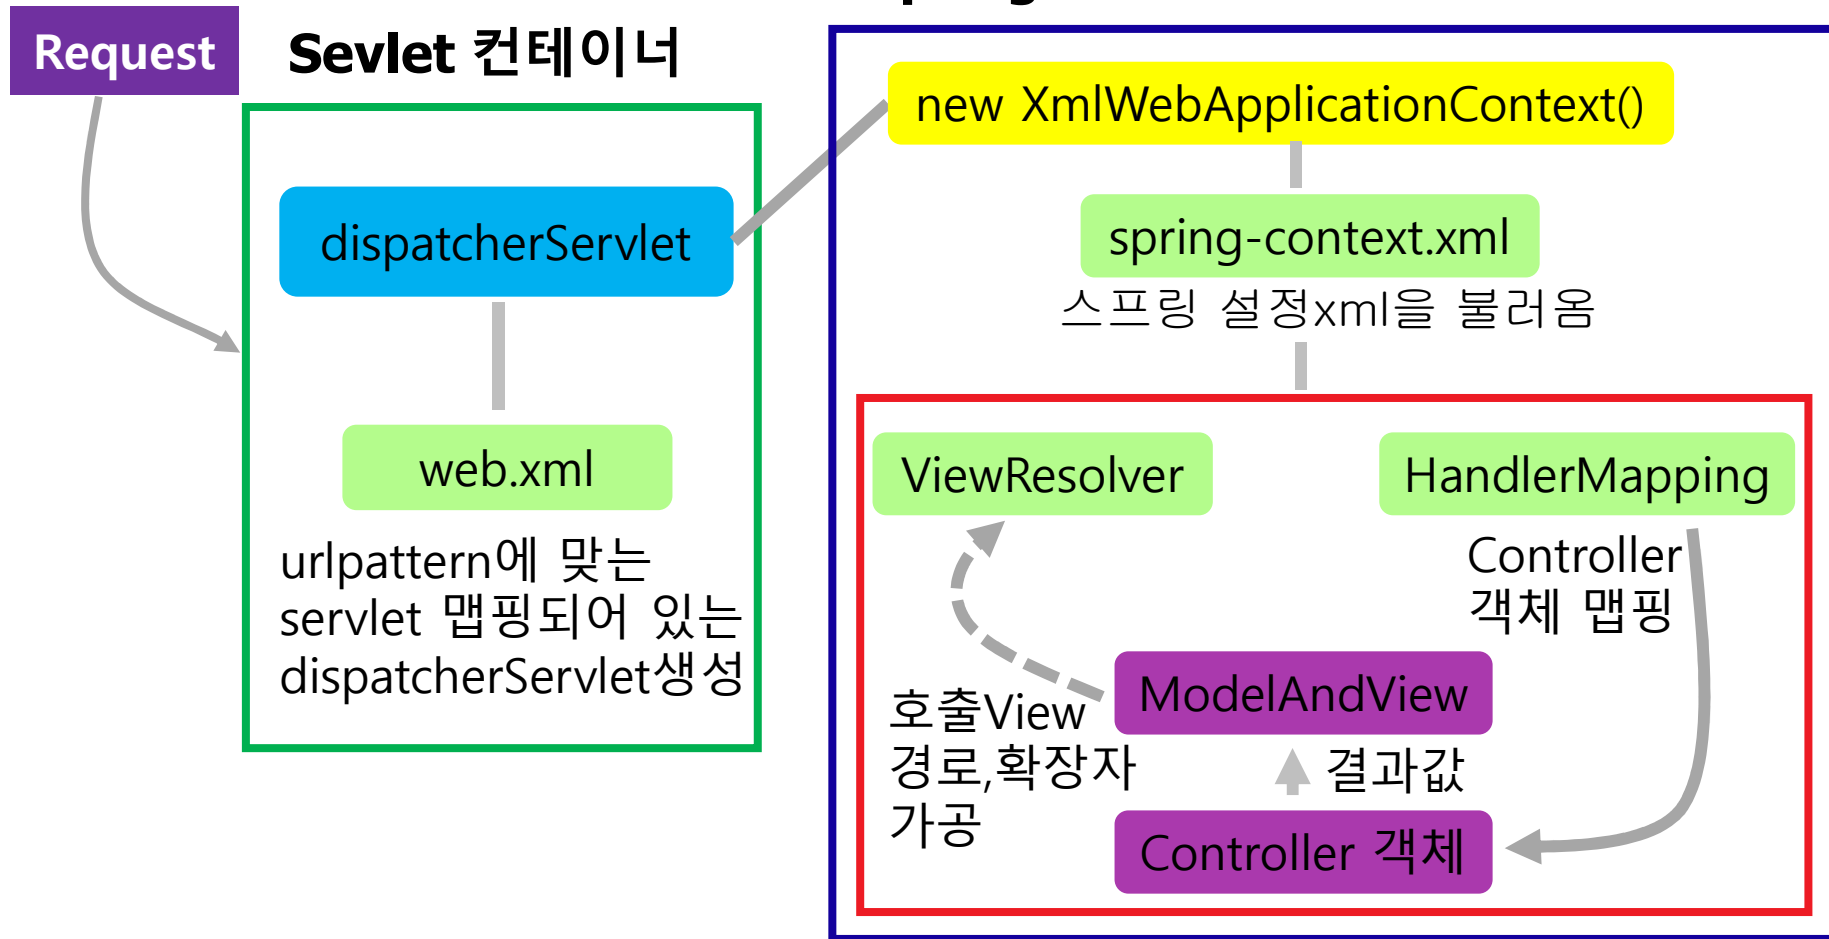 Request
Sevlet 컨테이너
dispatcherServlet
web.xml
urlpattern에 맞는
servlet 맵핑되어 있는
dispatcherServlet생성
new XmlWebApplicationContext()
spring-context.xml
스프링 설정xml을 불러옴
ViewResolver
HandlerMapping
Controller
객체 맵핑
ModelAndView
호출View
경로,확장자
가공
결과값
Controller 객체